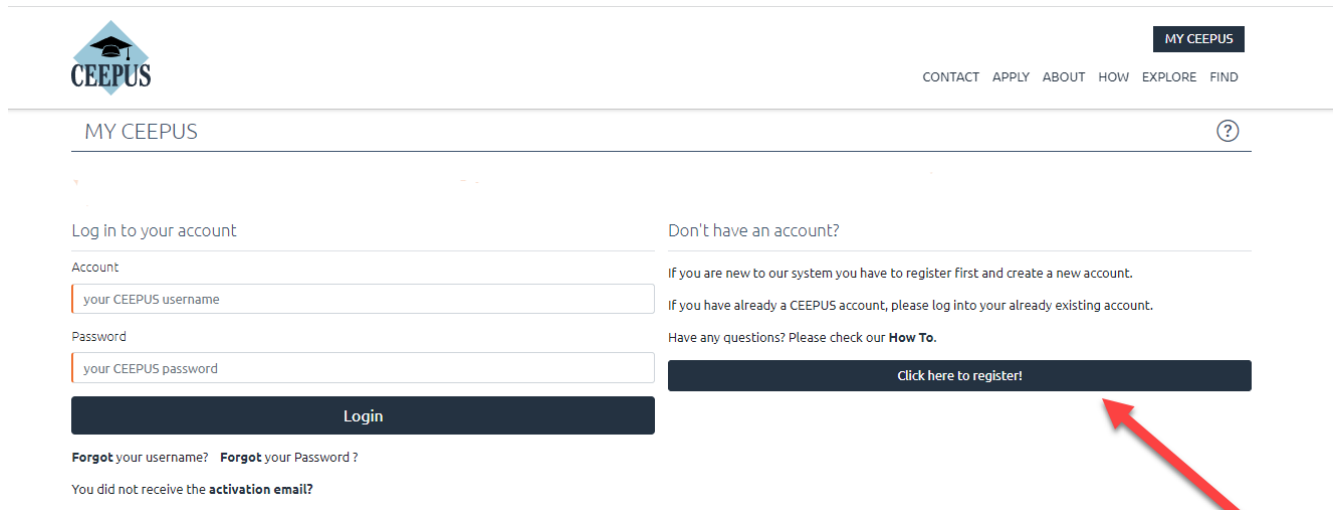 CEEPUS
MY CEEPUS
CONTACT APPLY ABOUT HOW EXPLORE FIND
MY CEEPUS
?
Log in to your account
Account
your CEEPUS username
Password
your CEEPUS password
Login
Forgot your username? Forgot your Password ?
You did not receive the activation email?
Don't have an account?
If you are new to our system you have to register first and create a new account.
If you have already a CEEPUS account, please log into your already existing account.
Have any questions? Please check our How To.
Click here to register!